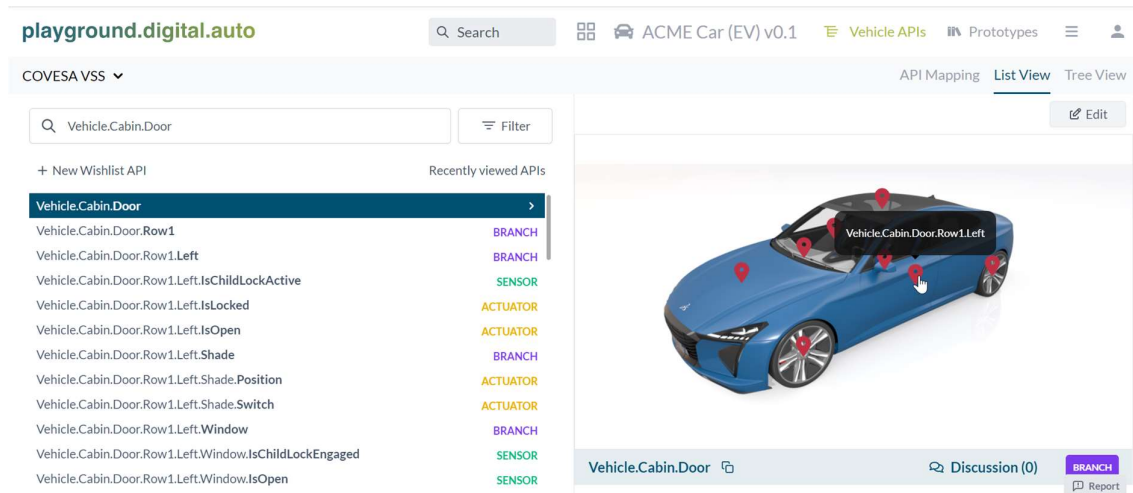 playground.digital.auto
Search
ACME Car (EV) v0.1
Vehicle APIs
Prototypes
COVESA VSS
API Mapping
List View
Tree View
Vehicle.Cabin.Door
Filter
Edit
+ New Wishlist API
Recently viewed APIs
Vehicle.Cabin.Door
Vehicle.Cabin.Door.Row1 BRANCH
Vehicle.Cabin.Door.Row1.Left BRANCH
Vehicle.Cabin.Door.Row1.Left.IsChildLockActive SENSOR
Vehicle.Cabin.Door.Row1.Left.IsLocked ACTUATOR
Vehicle.Cabin.Door.Row1.Left.IsOpen ACTUATOR
Vehicle.Cabin.Door.Row1.Left.Shade BRANCH
Vehicle.Cabin.Door.Row1.Left.Shade.Position ACTUATOR
Vehicle.Cabin.Door.Row1.Left.Shade.Switch ACTUATOR
Vehicle.Cabin.Door.Row1.Left.Window BRANCH
Vehicle.Cabin.Door.Row1.Left.Window.IsChildLockEngaged SENSOR
Vehicle.Cabin.Door.Row1.Left.Window.IsOpen SENSOR
Vehicle.Cabin.Door.Row1.Left
Vehicle.Cabin.Door
Discussion (0)
BRANCH
Report